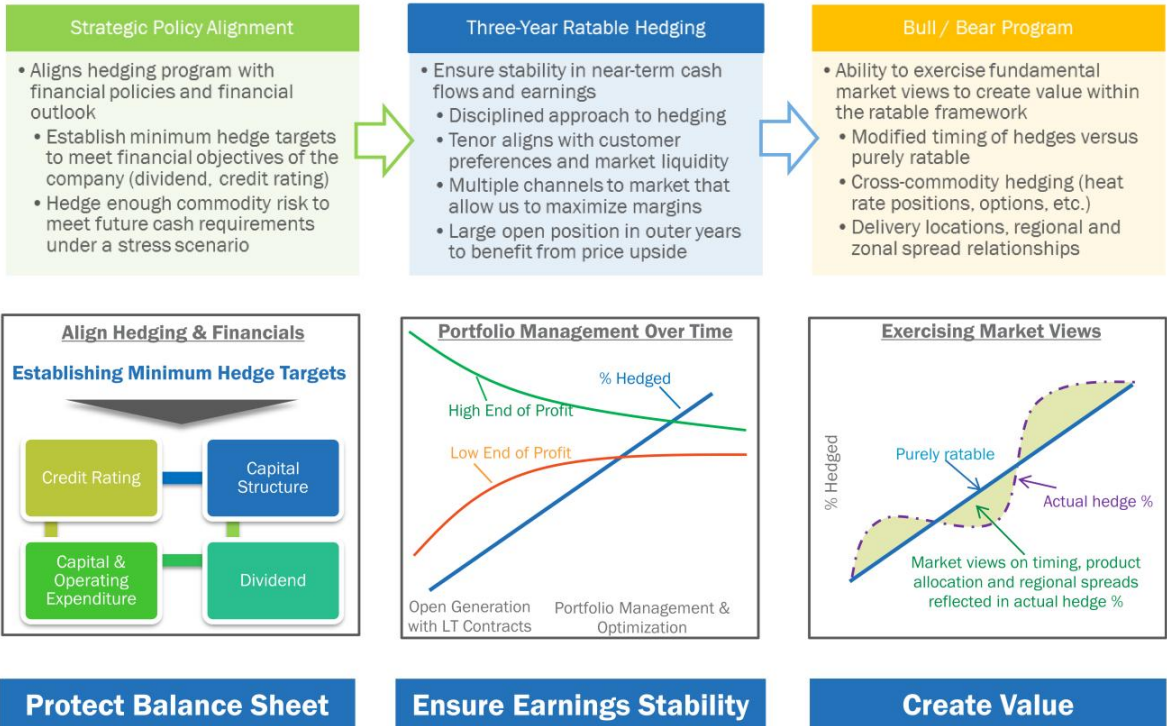 Strategic Policy Alignment
• Aligns hedging program with
financial policies and financial
outlook
• Establish minimum hedge targets
to meet financial objectives of the
company (dividend, credit rating)
• Hedge enough commodity risk to
meet future cash requirements
under a stress scenario
Three-Year Ratable Hedging
• Ensure stability in near-term cash
flows and earnings
• Disciplined approach to hedging
• Tenor aligns with customer
preferences and market liquidity
• Multiple channels to market that
allow us to maximize margins
• Large open position in outer years
to benefit from price upside
Bull / Bear Program
• Ability to exercise fundamental
market views to create value within
the ratable framework
• Modified timing of hedges versus
purely ratable
• Cross-commodity hedging (heat
rate positions, options, etc.)
• Delivery locations, regional and
zonal spread relationships
Align Hedging & Financials
Establishing Minimum Hedge Targets
Credit Rating
Capital
Structure
Capital &
Operating
Expenditure
Dividend
Portfolio Management Over Time
% Hedged
High End of Profit
Low End of Profit
Open Generation
with LT Contracts
Portfolio Management &
Optimization
Exercising Market Views
% Hedged
Purely ratable
Actual hedge %
Market views on timing, product
allocation and regional spreads
reflected in actual hedge %
Protect Balance Sheet
Ensure Earnings Stability
Create Value